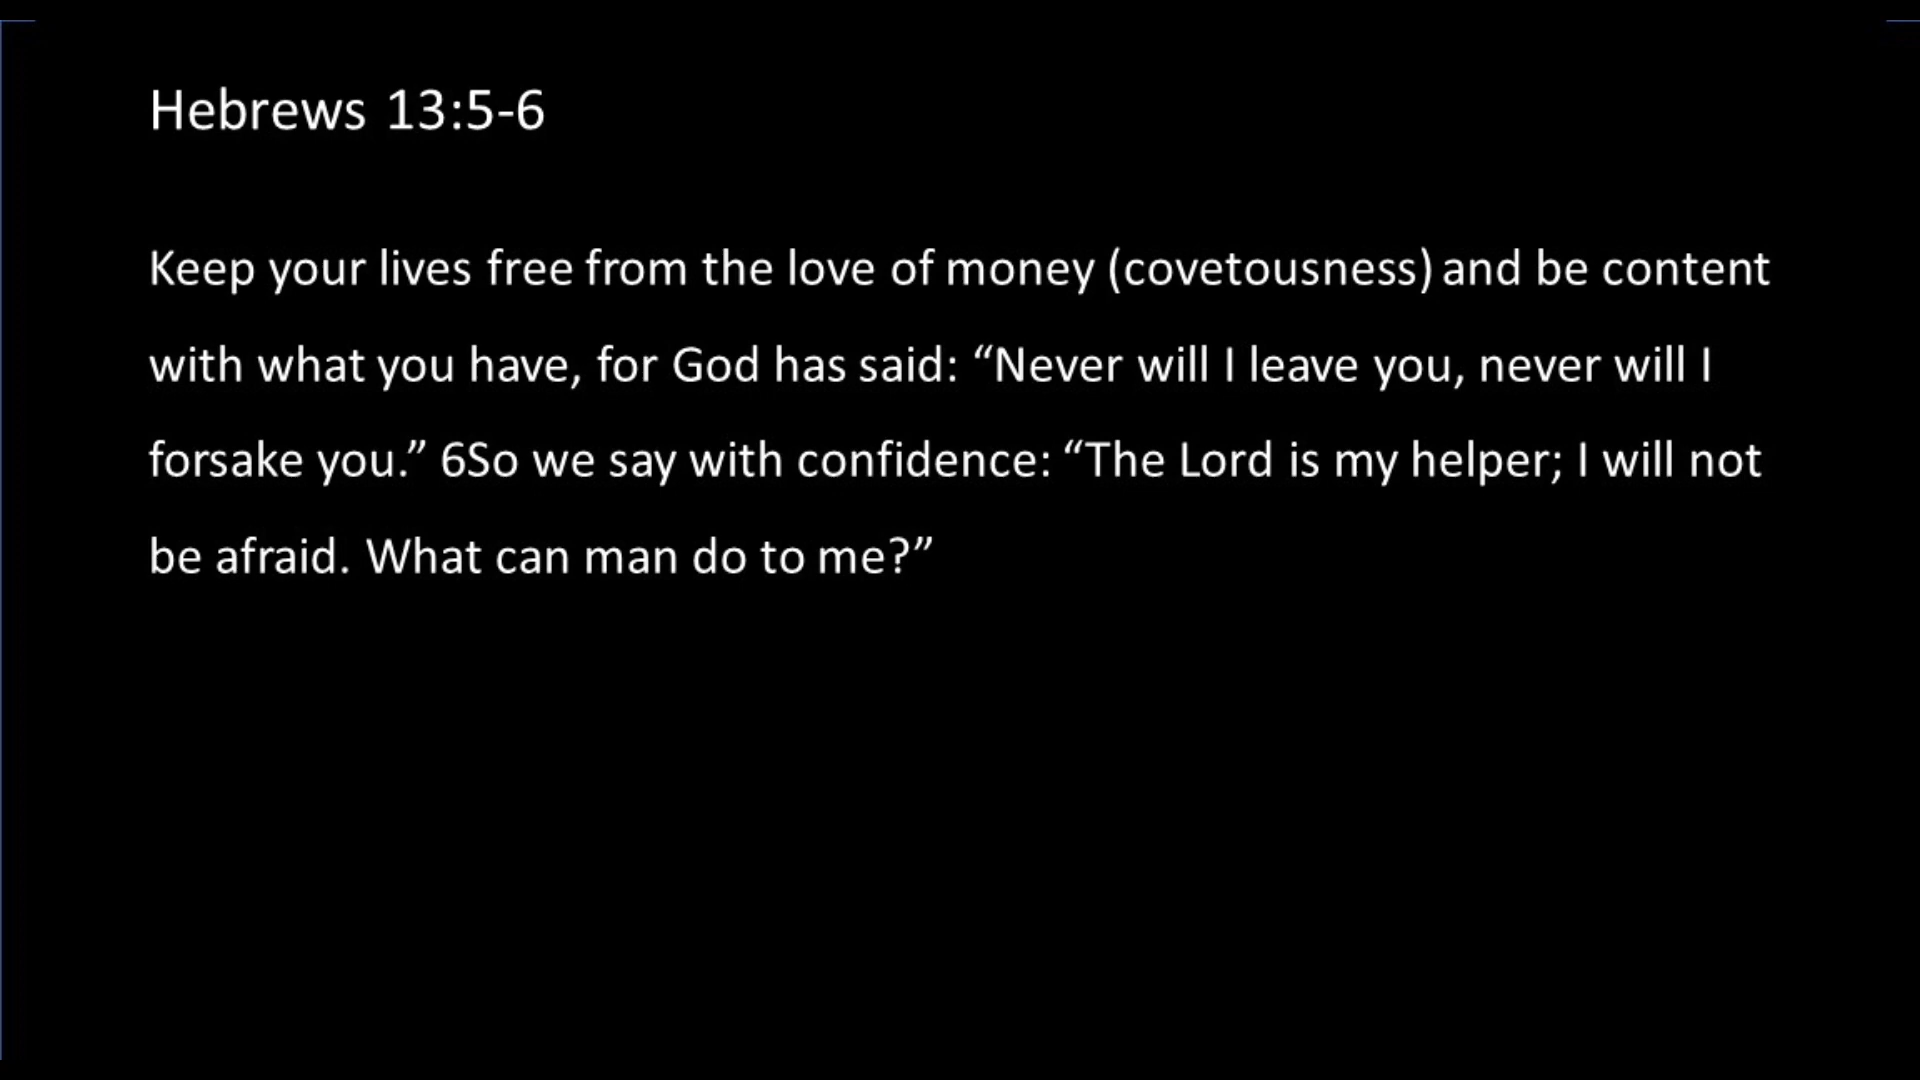 Hebrews 13:5-6
Keep your lives free from the love of money (covetousness) and be content
with what you have, for God has said: “Never will I leave you, never will I
forsake you.” 6So we say with confidence: “The Lord is my helper; I will not
be afraid. What can man do to me?”